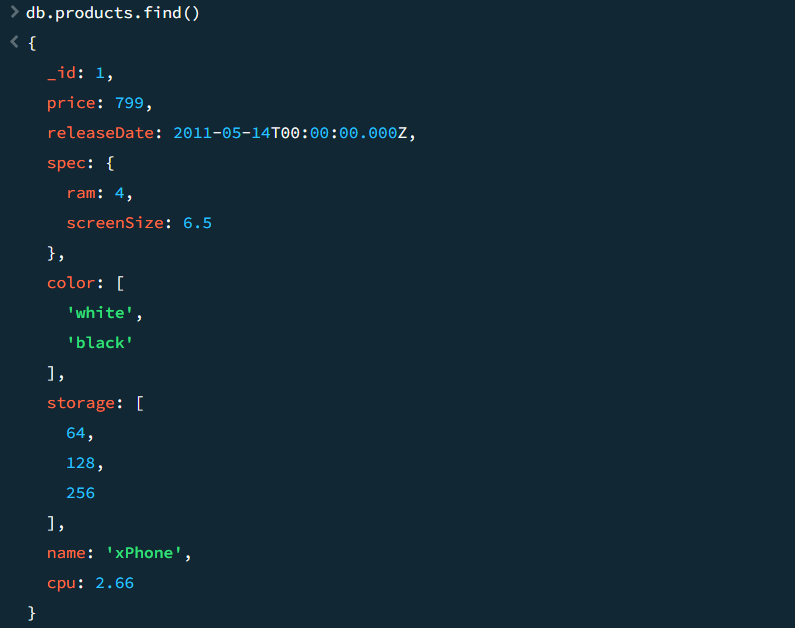 > db.products.find()
< {
_id: 1,
price: 799,
releaseDate: 2011-05-14T00:00:00.000Z,
spec: {
ram: 4,
screenSize: 6.5
},
color: [
'white',
'black'
],
storage: [
64,
128,
256
],
name: 'xPhone',
cpu: 2.66
}